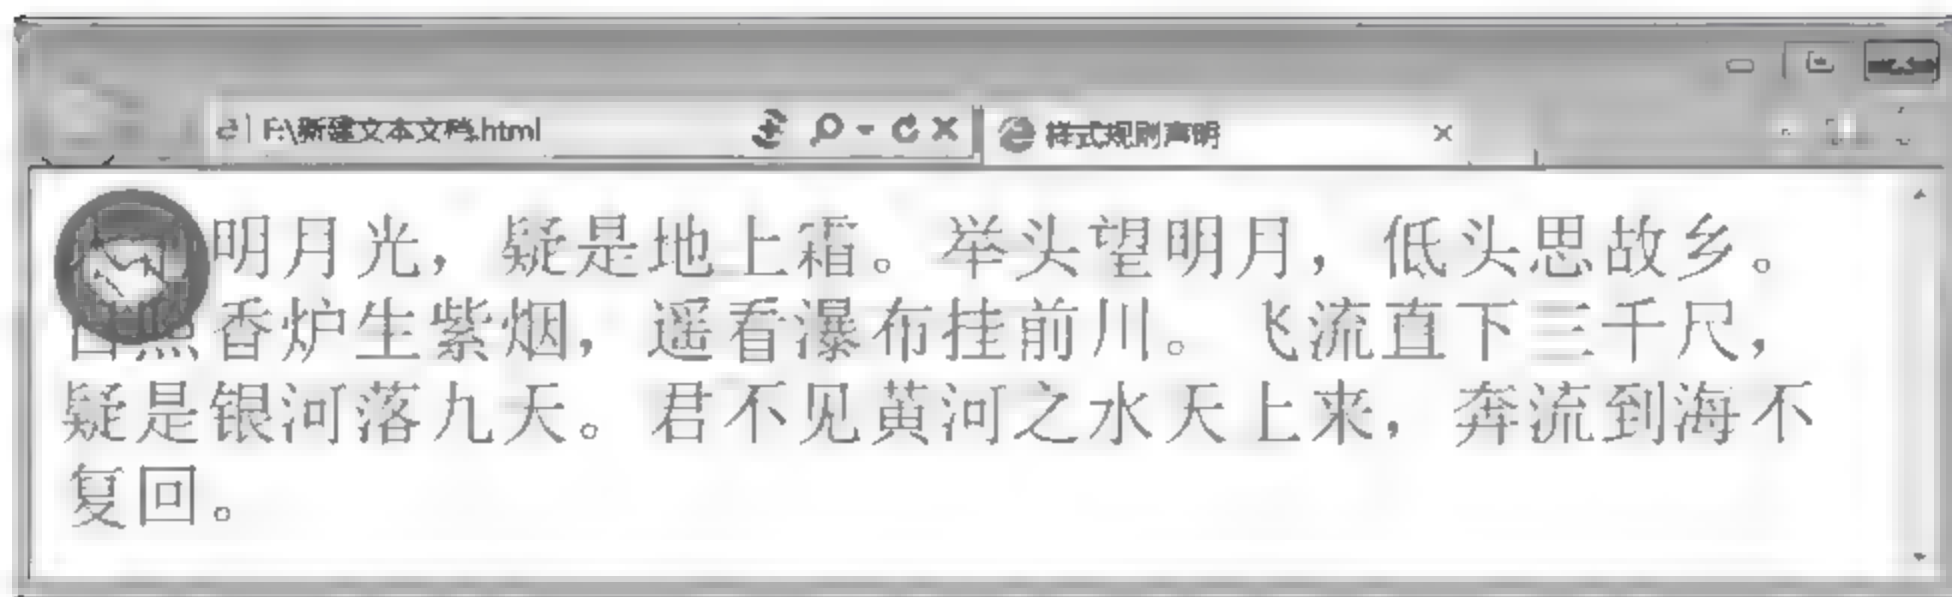 F:\新建文本文档.html
样式规则声明
明月光，疑是地上霜。举头望明月，低头思故乡。
日照香炉生紫烟，遥看瀑布挂前川。飞流直下三千尺，
疑是银河落九天。君不见黄河之水天上来，奔流到海不
复回。